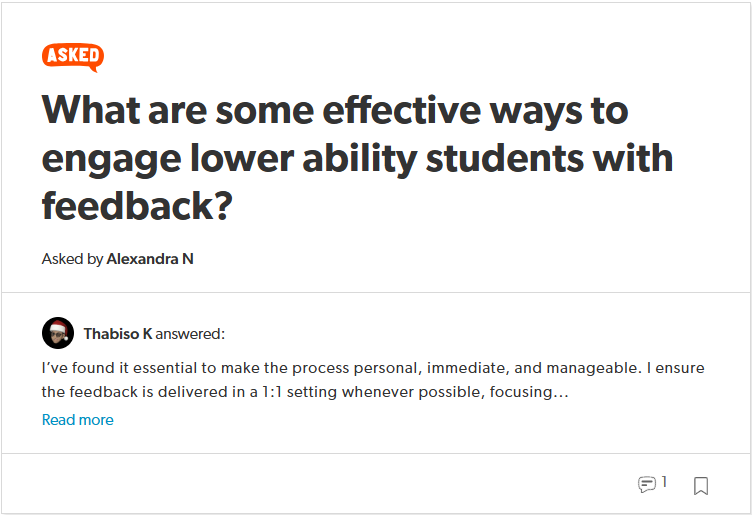 ASKED
What are some effective ways to
engage lower ability students with
feedback?
Asked by Alexandra N
Thabiso K answered:
I’ve found it essential to make the process personal, immediate, and manageable. I ensure
the feedback is delivered in a 1:1 setting whenever possible, focusing…
Read more
1